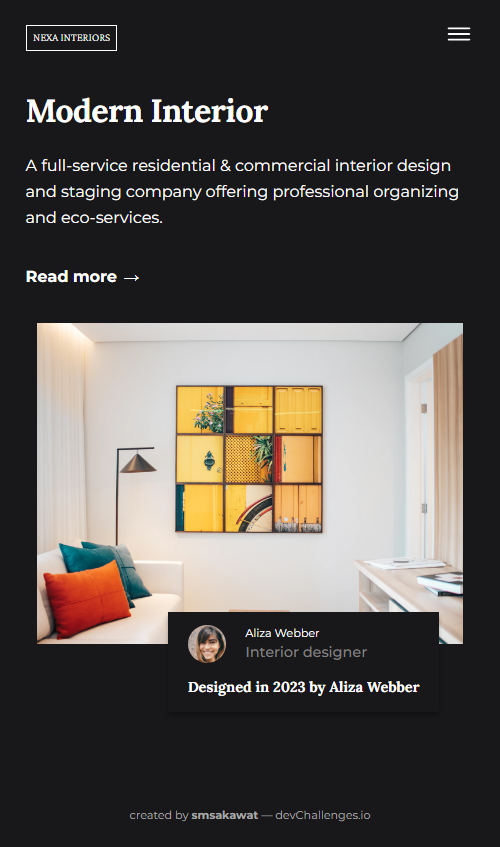 NEXA INTERIORS
Modern Interior
A full-service residential & commercial interior design
and staging company offering professional organizing
and eco-services.
Read more →
Aliza Webber
Interior designer
Designed in 2023 by Aliza Webber
created by smsakawat — devChallenges.io